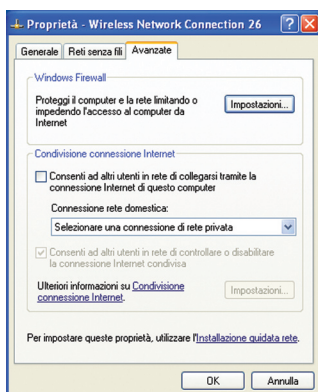 Proprietà - Wireless Network Connection 26
Generale Reti senza fili Avanzate
Windows Firewall
Proteggi il computer e la rete limitando o
impedendo l'accesso al computer da
Internet
Impostazioni...
Condivisione connessione Internet
Consenti ad altri utenti in rete di collegarsi tramite la
connessione Internet di questo computer
Connessione rete domestica:
Selezionare una connessione di rete privata
Consenti ad altri utenti in rete di controllare o disabilitare
la connessione Internet condivisa
Ulteriori informazioni su Condivisione
connessione Internet.
Impostazioni...
Per impostare queste proprietà, utilizzare l'Installazione guidata rete.
OK Annulla